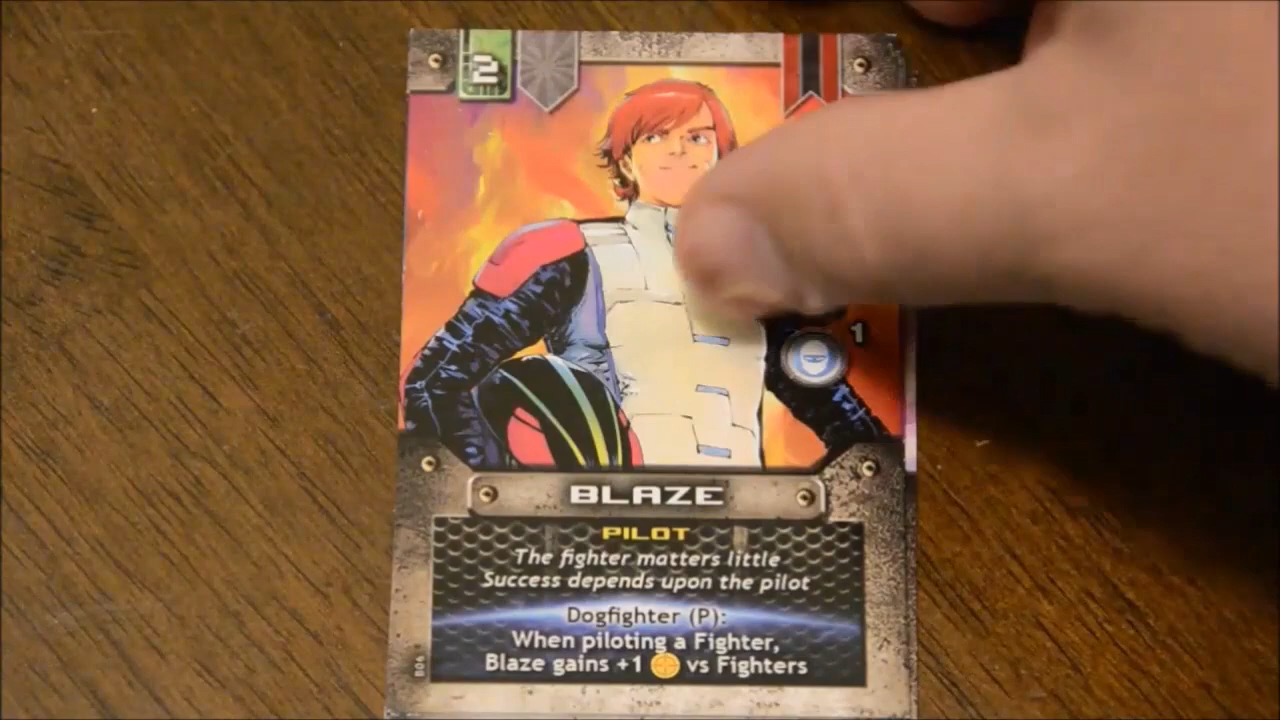 2
1
BLAZE
PILOT
The fighter matters little
Success depends upon the pilot
Dogfighter (P):
When piloting a Fighter,
Blaze gains +1 vs Fighters
B06